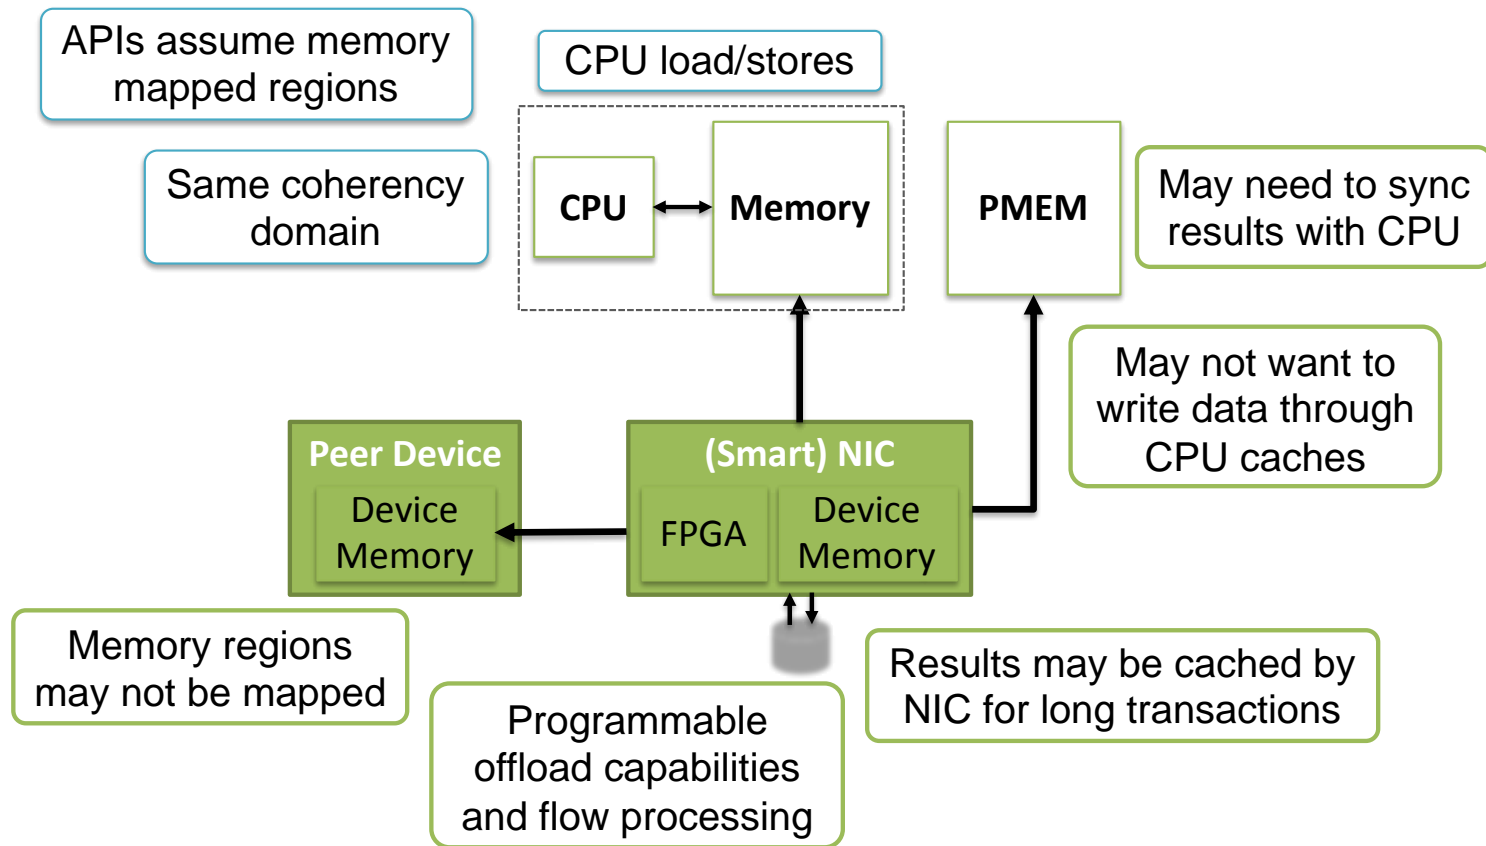 APIs assume memory
mapped regions
CPU load/stores
Same coherency
domain
CPU
Memory
PMEM
May need to sync
results with CPU
May not want to
write data through
CPU caches
Peer Device
Device
Memory
(Smart) NIC
FPGA
Device
Memory
Memory regions
may not be mapped
Programmable
offload capabilities
and flow processing
Results may be cached by
NIC for long transactions